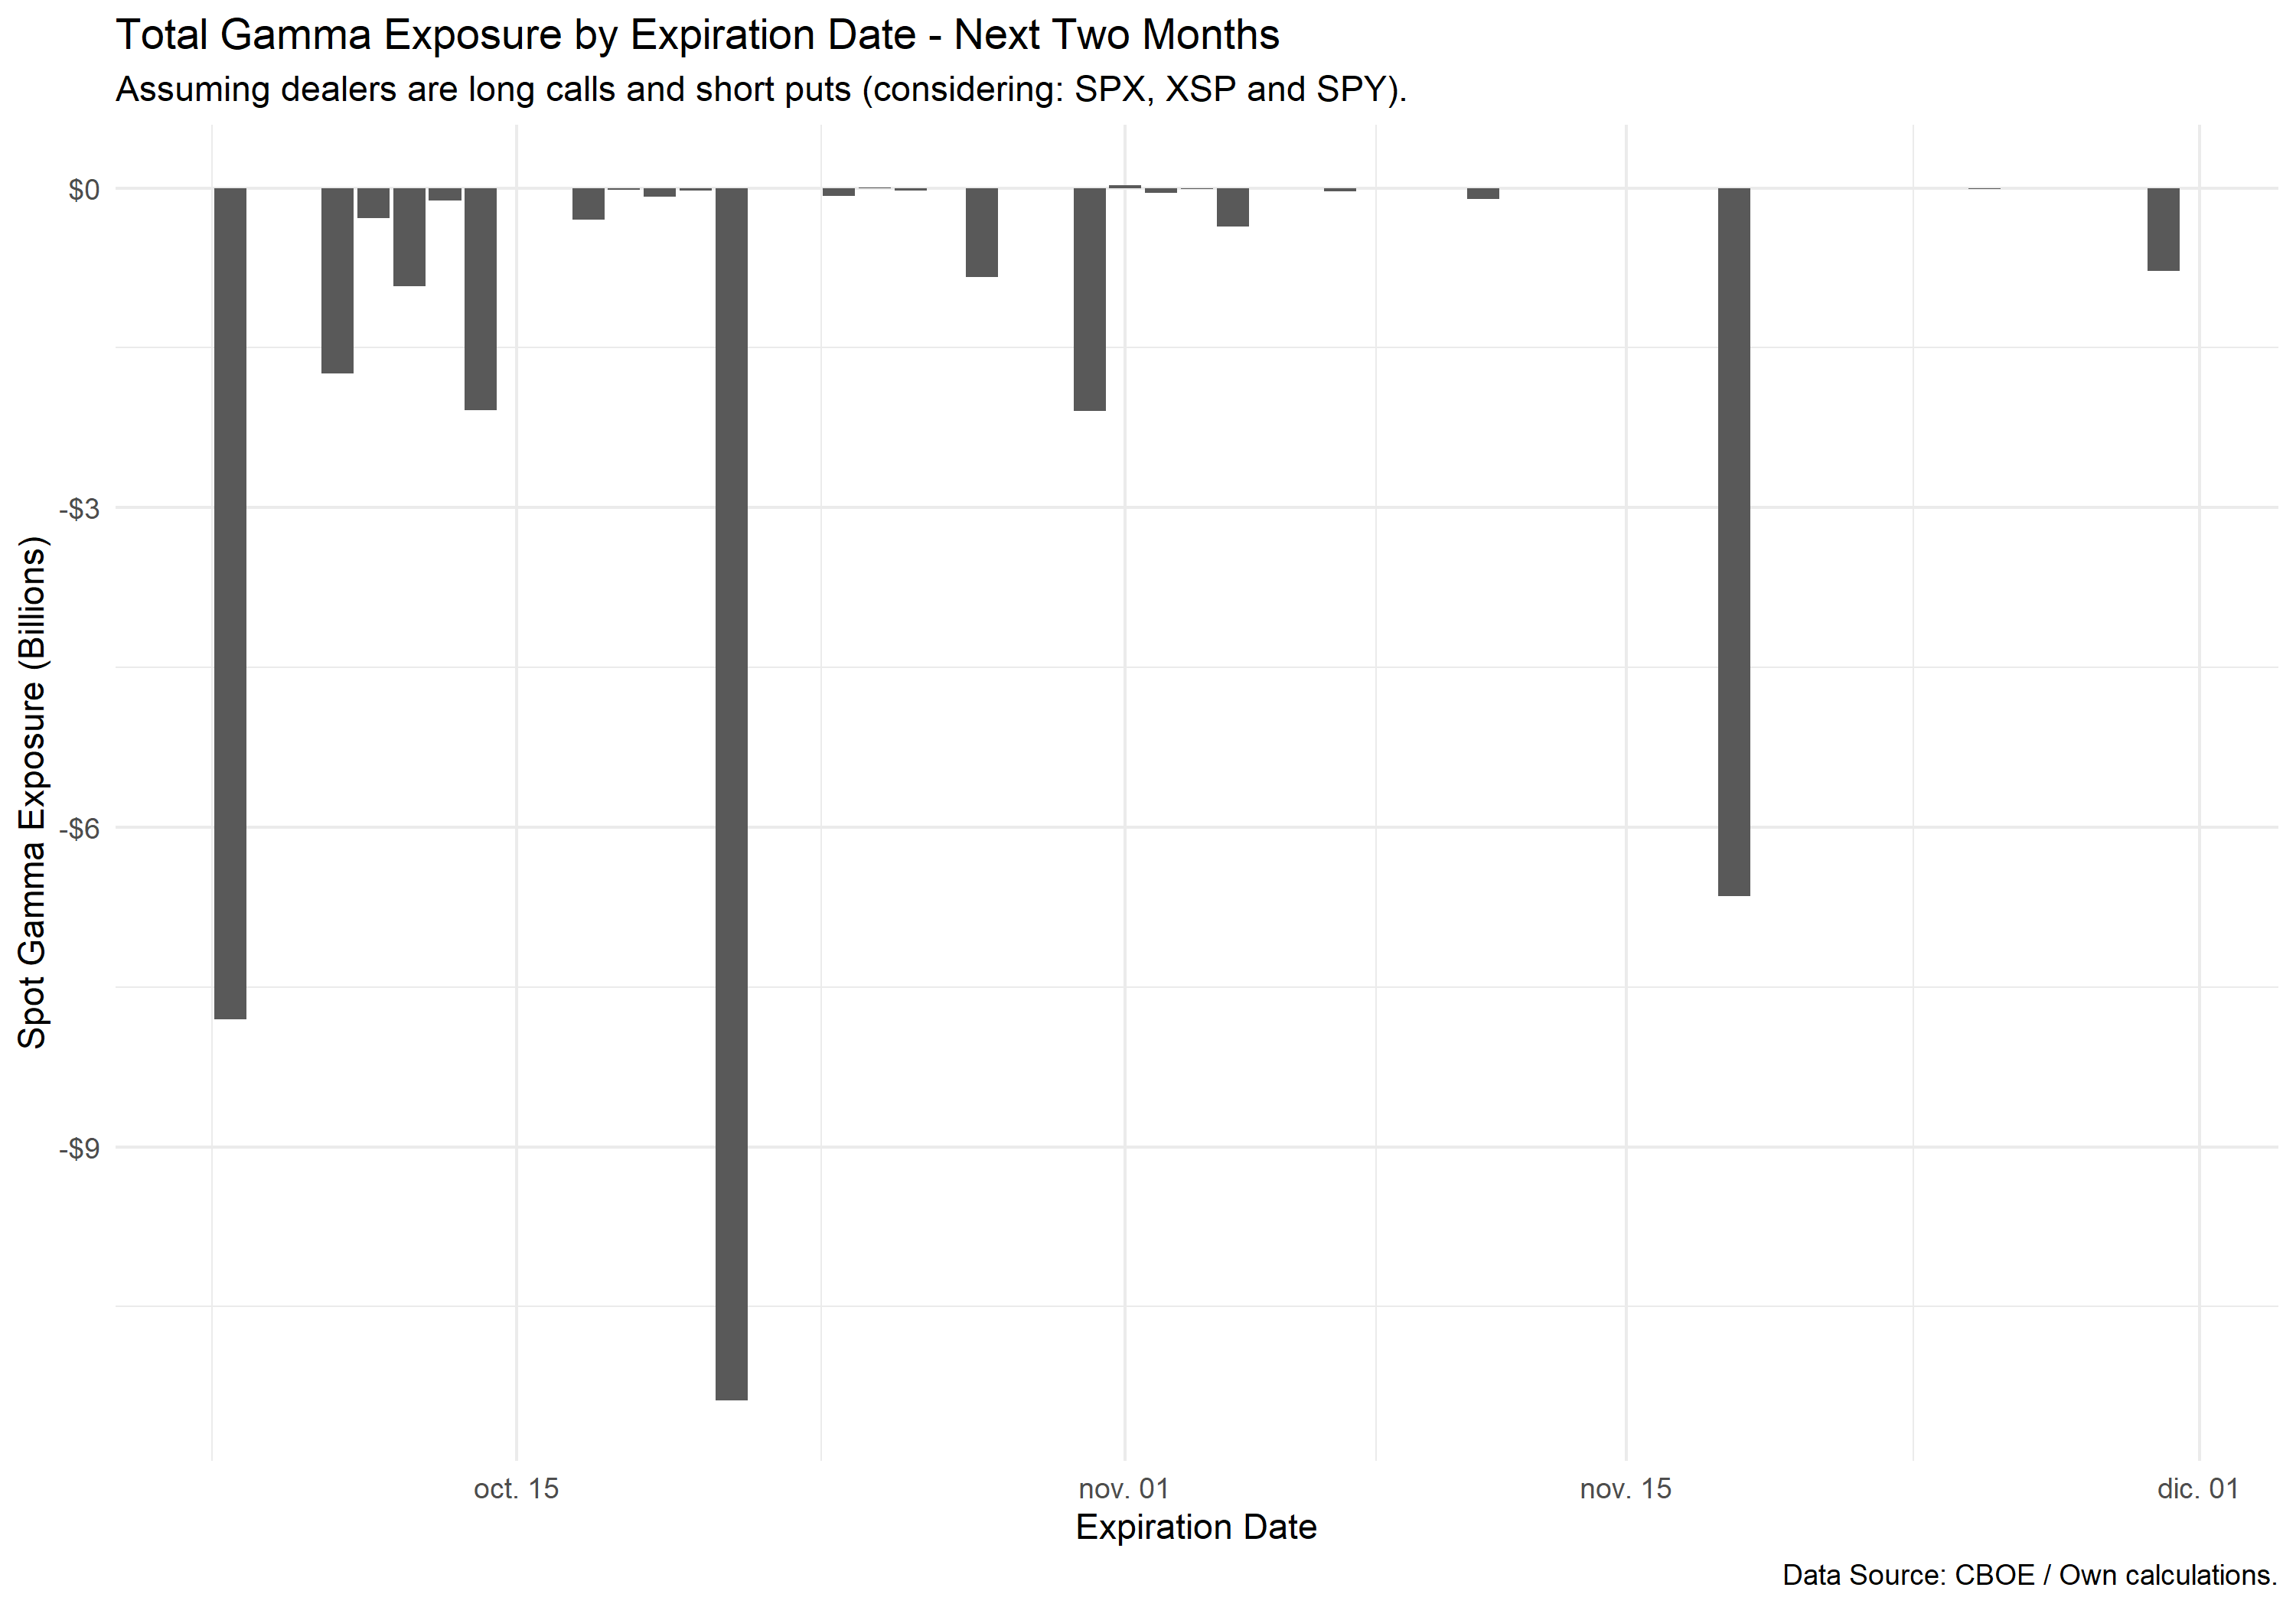 Total Gamma Exposure by Expiration Date - Next Two Months
Assuming dealers are long calls and short puts (considering: SPX, XSP and SPY).
Spot Gamma Exposure (Billions)
$0
-$3
-$6
-$9
oct. 15
nov. 01
nov. 15
dic. 01
Expiration Date
Data Source: CBOE / Own calculations.